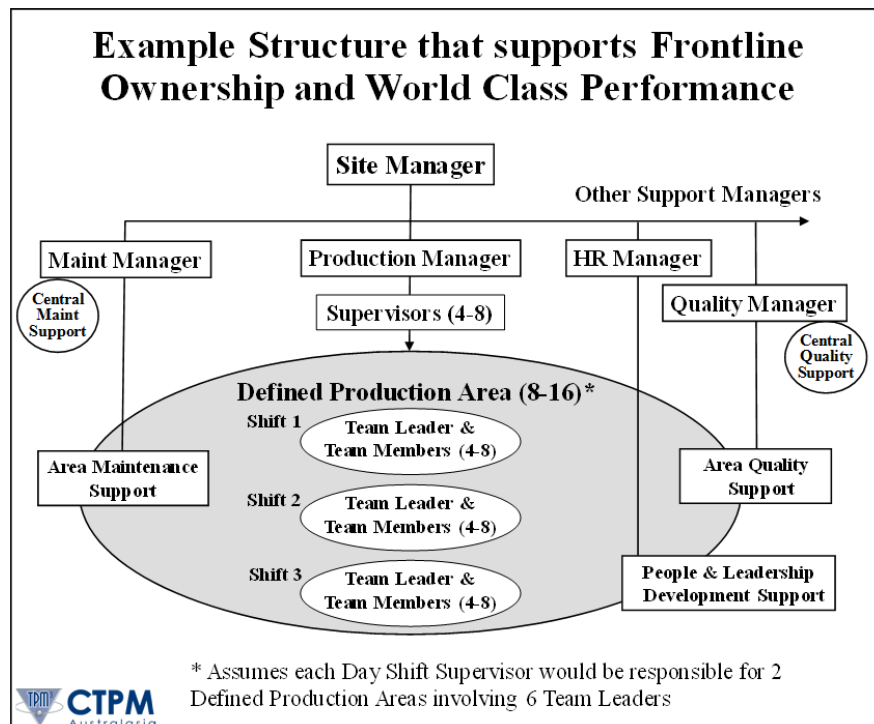 Example Structure that supports Frontline
Ownership and World Class Performance
Site Manager
Other Support Managers
Maint Manager
Production Manager
HR Manager
Central
Maint
Support
Supervisors (4-8)
Quality Manager
Central
Quality
Support
Defined Production Area (8-16)*
Shift 1
Team Leader &
Team Members (4-8)
Area Maintenance
Support
Area Quality
Support
Shift 2
Team Leader &
Team Members (4-8)
Shift 3
Team Leader &
Team Members (4-8)
People & Leadership
Development Support
* Assumes each Day Shift Supervisor would be responsible for 2
Defined Production Areas involving 6 Team Leaders
TPM3 CTPM
Australasia